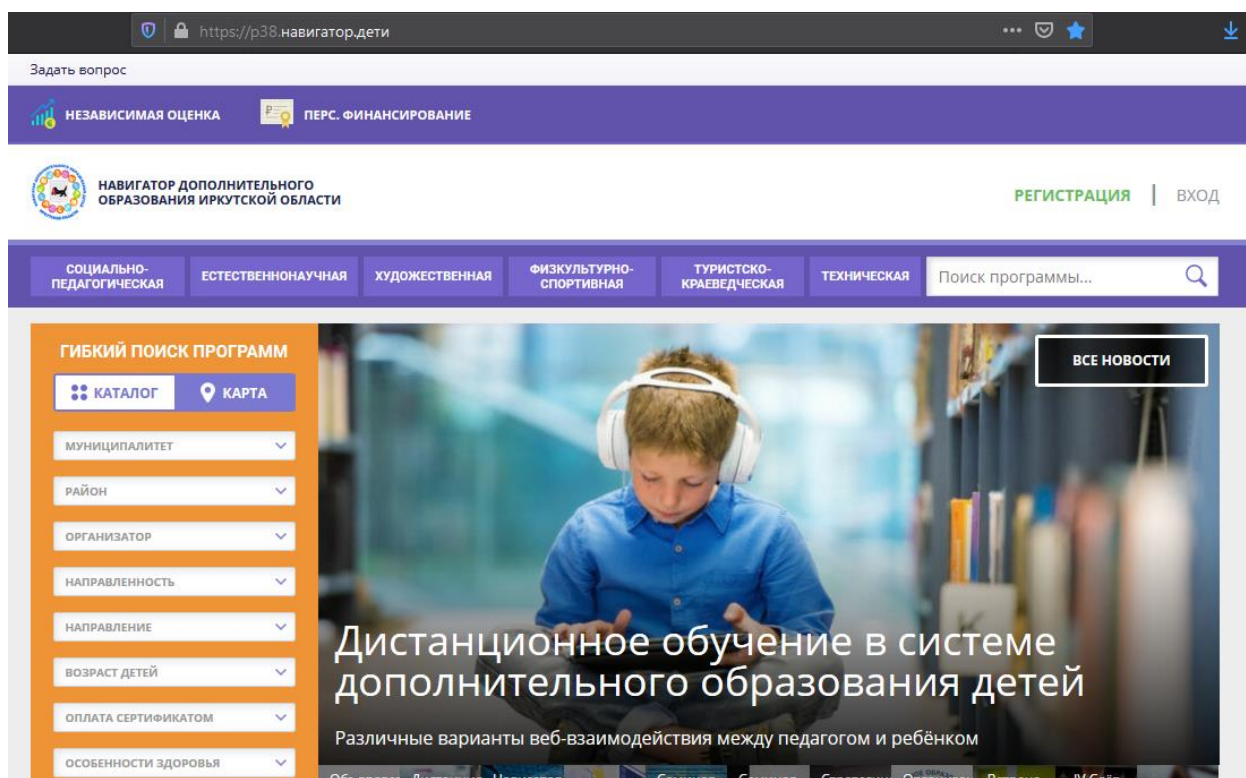 https://р38.навигатор.дети
Задать вопрос
НЕЗАВИСИМАЯ ОЦЕНКА
ПЕРС. ФИНАНСИРОВАНИЕ
НАВИГАТОР ДОПОЛНИТЕЛЬНОГО
ОБРАЗОВАНИЯ ИРКУТСКОЙ ОБЛАСТИ
РЕГИСТРАЦИЯ | ВХОД
СОЦИАЛЬНО-
ПЕДАГОГИЧЕСКАЯ
ЕСТЕСТВЕННОНАУЧНАЯ
ХУДОЖЕСТВЕННАЯ
ФИЗКУЛЬТУРНО-
СПОРТИВНАЯ
ТУРИСТСКО-
КРАЕВЕДЧЕСКАЯ
ТЕХНИЧЕСКАЯ
Поиск программы...
ГИБКИЙ ПОИСК ПРОГРАММ
КАТАЛОГ
КАРТА
МУНИЦИПАЛИТЕТ
РАЙОН
ОРГАНИЗАТОР
НАПРАВЛЕННОСТЬ
НАПРАВЛЕНИЕ
ВОЗРАСТ ДЕТЕЙ
ОПЛАТА СЕРТИФИКАТОМ
ОСОБЕННОСТИ ЗДОРОВЬЯ
ВСЕ НОВОСТИ
Дистанционное обучение в системе
дополнительного образования детей
Различные варианты веб-взаимодействия между педагогом и ребёнком